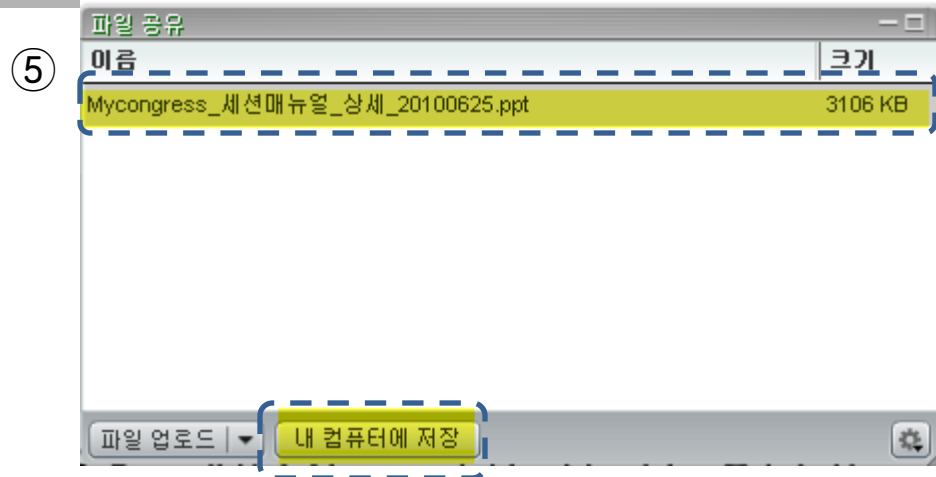 파일 공유
⑤
이름 크기
Mycongress_세션매뉴얼_상세_20100625.ppt 3106 KB
파일 업로드 내 컴퓨터에 저장